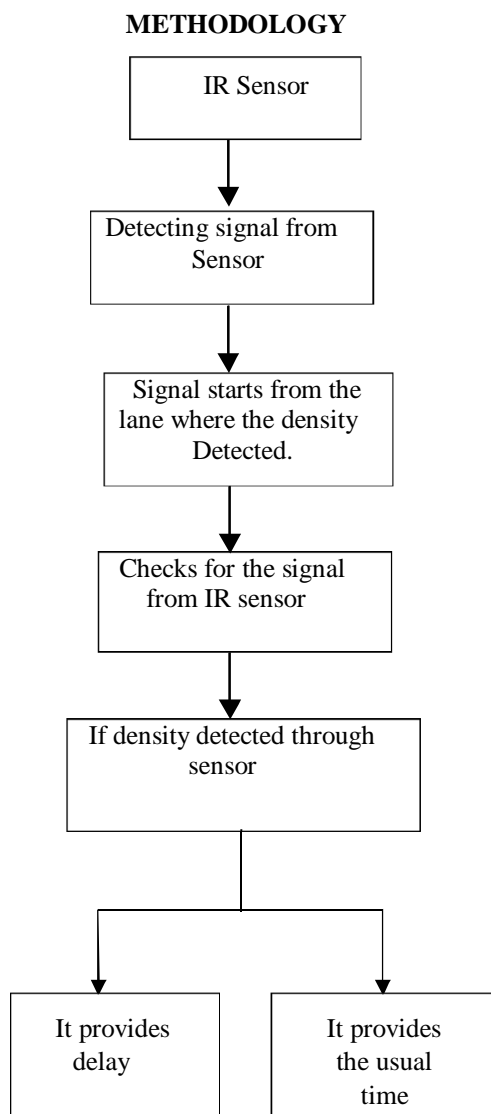 METHODOLOGY
IR Sensor
Detecting signal from
Sensor
Signal starts from the
lane where the density
Detected.
Checks for the signal
from IR sensor
If density detected through
sensor
It provides
delay
It provides
the usual
time